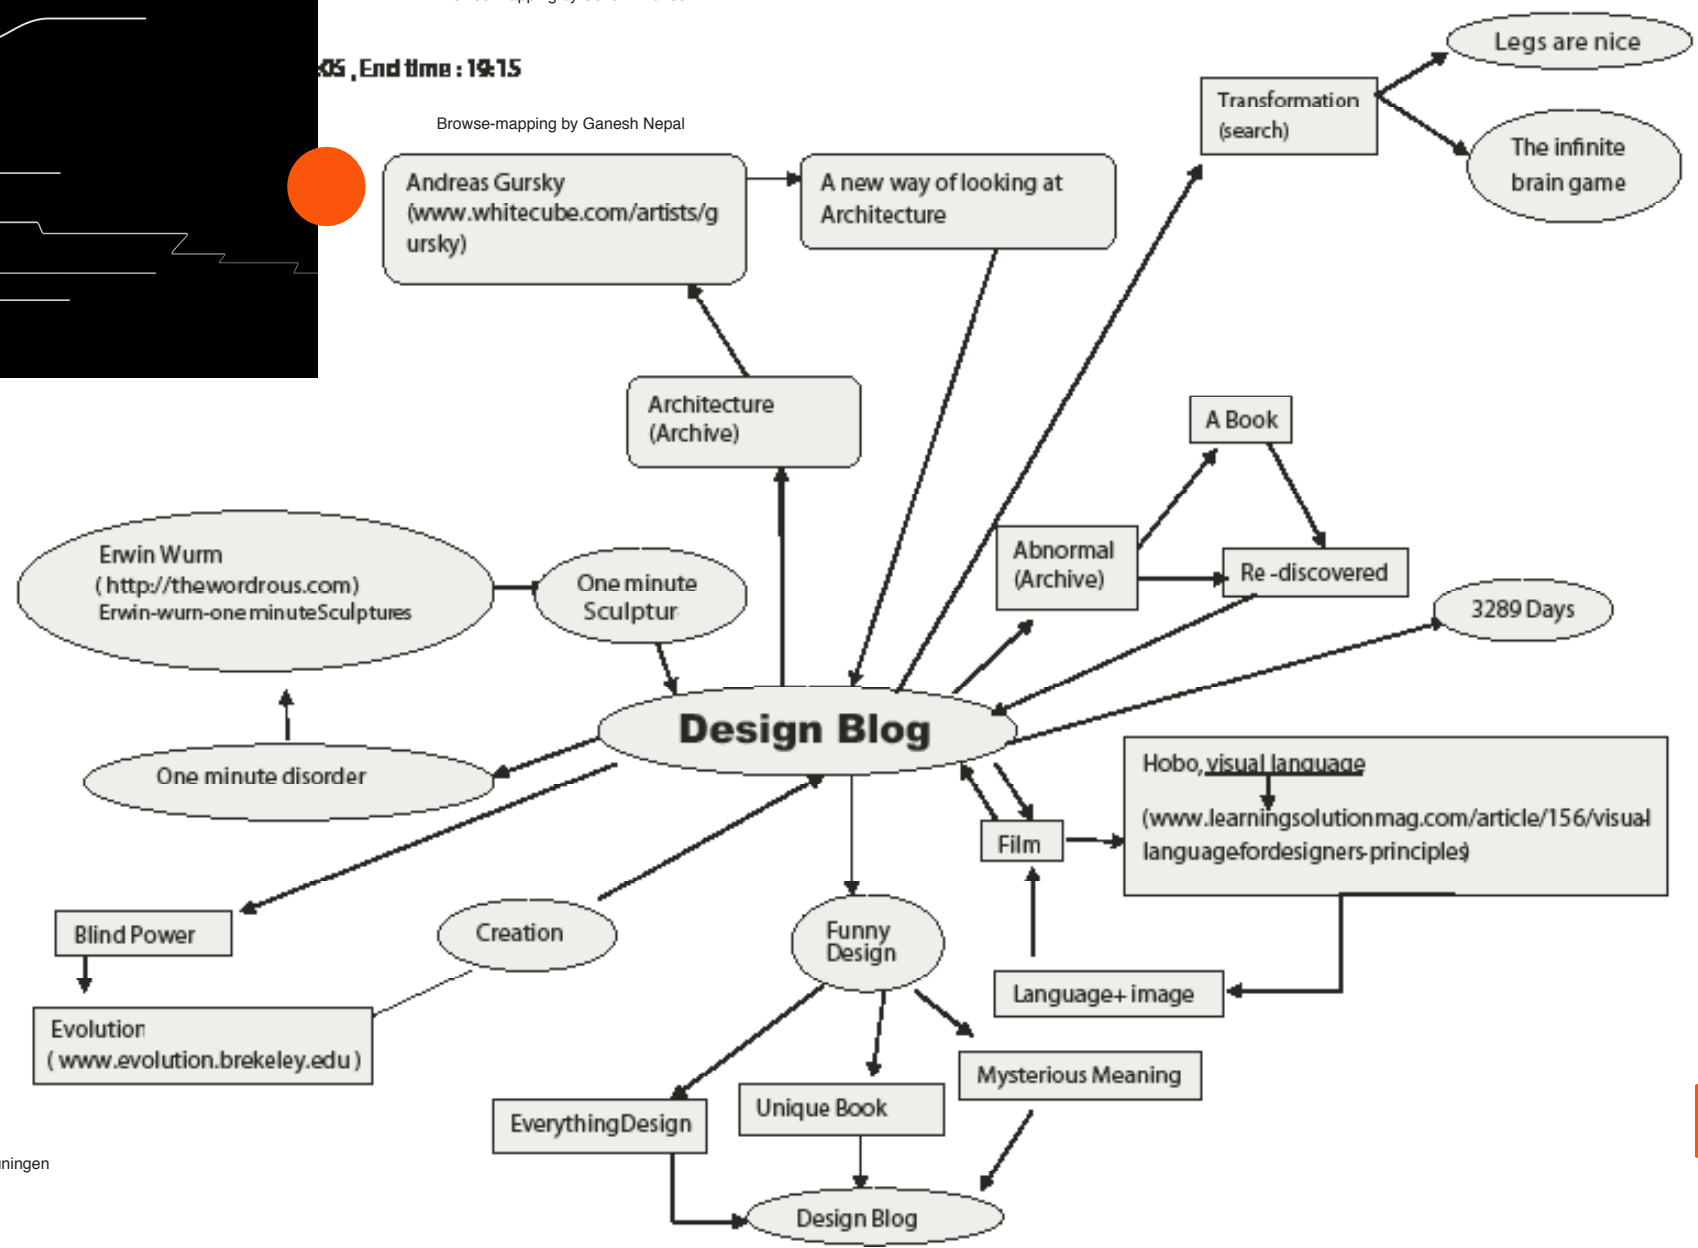 , End time : 19:15
Browse-mapping by Ganesh Nepal
Legs are nice
Transformation
(search)
The infinite
brain game
Andreas Gursky
(www.whitecube.com/artists/g
ursky)
A new way of looking at
Architecture
Architecture
(Archive)
A Book
Abnormal
(Archive)
Re -discovered
3289 Days
Erwin Wurm
( http://thewordrous.com)
Erwin-wurn-one minuteSculptures
One minute
Sculptur
Design Blog
One minute disorder
Hobo, visual language
(www.learningsolutionmag.com/article/156/visual-
languagefordesigners-principles)
Film
Blind Power
Creation
Funny
Design
Language+ image
Evolution
( www.evolution.brekeley.edu )
Mysterious Meaning
EverythingDesign
Unique Book
ningen
Design Blog